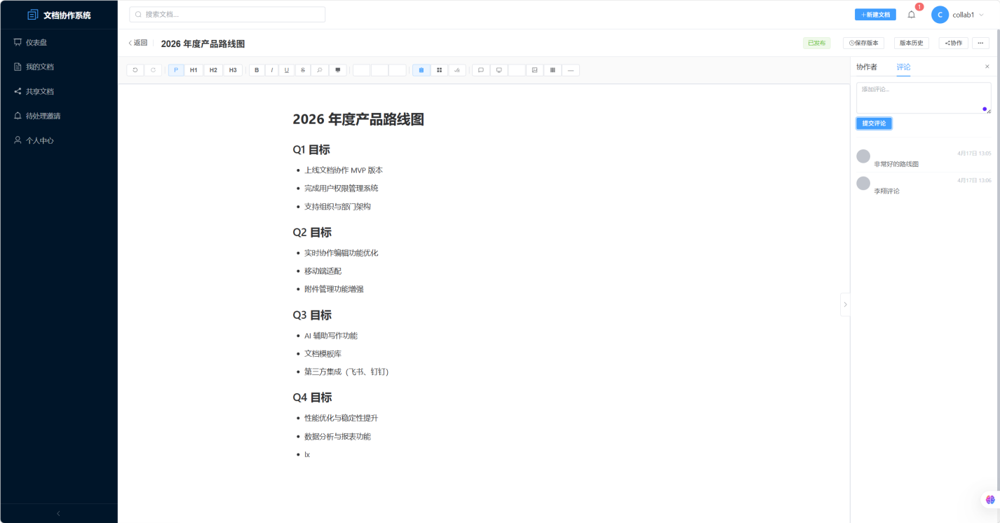 文档协作系统
搜索文档...
＋新建文档
1
C
collab1
仪表盘
我的文档
共享文档
待处理邀请
个人中心
返回
2026 年度产品路线图
已发布
保存版本
版本历史
协作
P H1 H2 H3 B I U S
协作者 评论
添加评论...
提交评论
4月17日 13:05
非常好的路线图
4月17日 13:06
李翔评论
2026 年度产品路线图
Q1 目标
上线文档协作 MVP 版本
完成用户权限管理系统
支持组织与部门架构
Q2 目标
实时协作编辑功能优化
移动端适配
附件管理功能增强
Q3 目标
AI 辅助写作功能
文档模板库
第三方集成（飞书、钉钉）
Q4 目标
性能优化与稳定性提升
数据分析与报表功能
lx